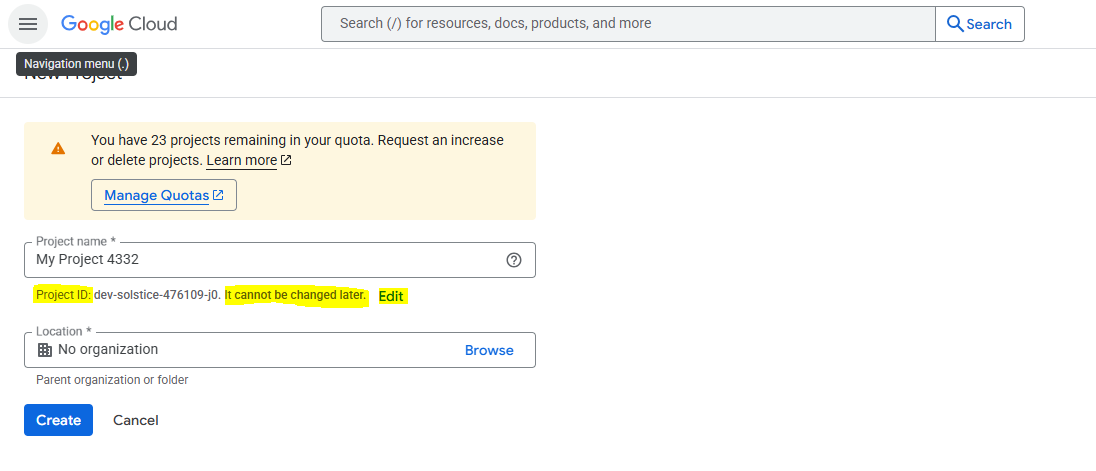 Google Cloud
Search (/) for resources, docs, products, and more
Search
Navigation menu (.)
New Project
You have 23 projects remaining in your quota. Request an increase
or delete projects. Learn more
Manage Quotas
Project name *
My Project 4332
Project ID: dev-solstice-476109-j0. It cannot be changed later. Edit
Location *
No organization Browse
Parent organization or folder
Create Cancel